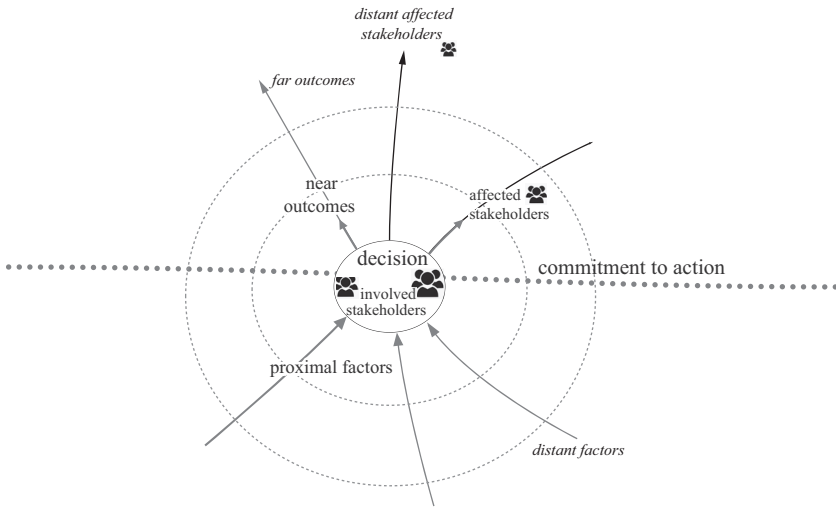 distant affected
stakeholders
far outcomes
near
outcomes
affected
stakeholders
decision
commitment to action
involved
stakeholders
proximal factors
distant factors